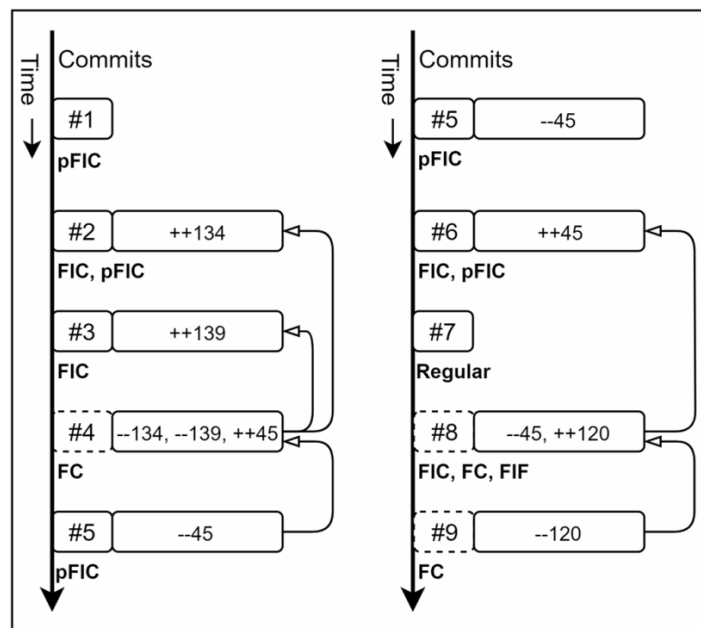 Time
Commits
#1
pFIC
#2 ++134
FIC, pFIC
#3 ++139
FIC
#4 --134, --139, ++45
FC
#5 --45
pFIC
Time
Commits
#5 --45
pFIC
#6 ++45
FIC, pFIC
#7
Regular
#8 --45, ++120
FIC, FC, FIF
#9 --120
FC